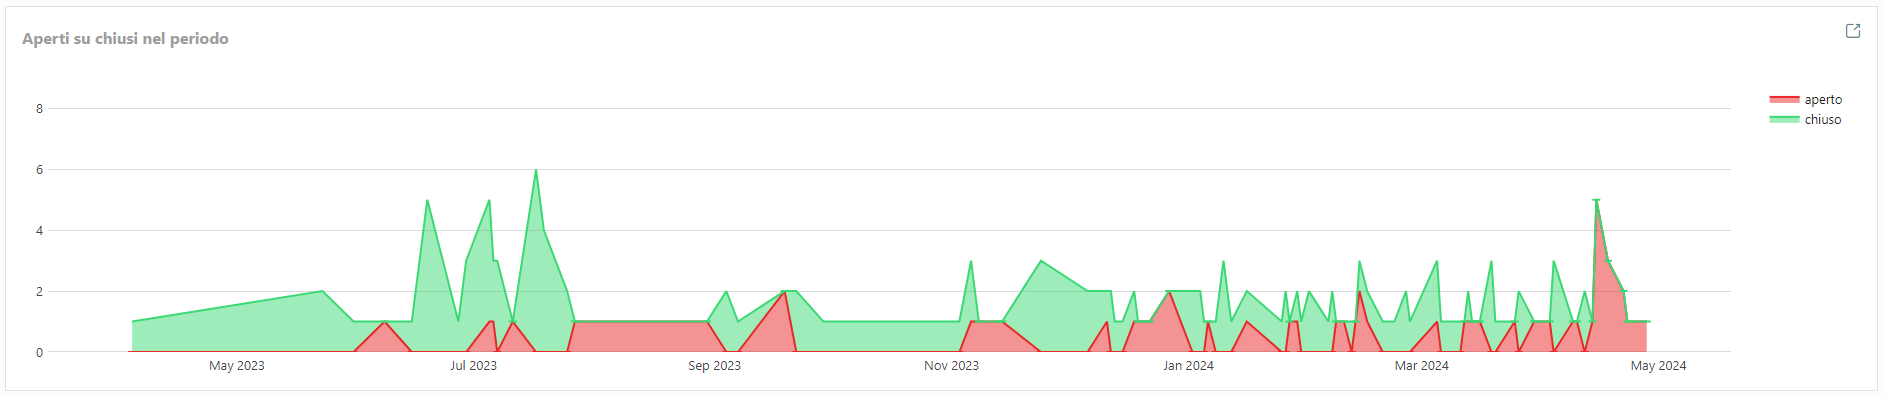 Aperti su chiusi nel periodo
8
6
4
2
0
May 2023
Jul 2023
Sep 2023
Nov 2023
Jan 2024
Mar 2024
May 2024
aperto
chiuso